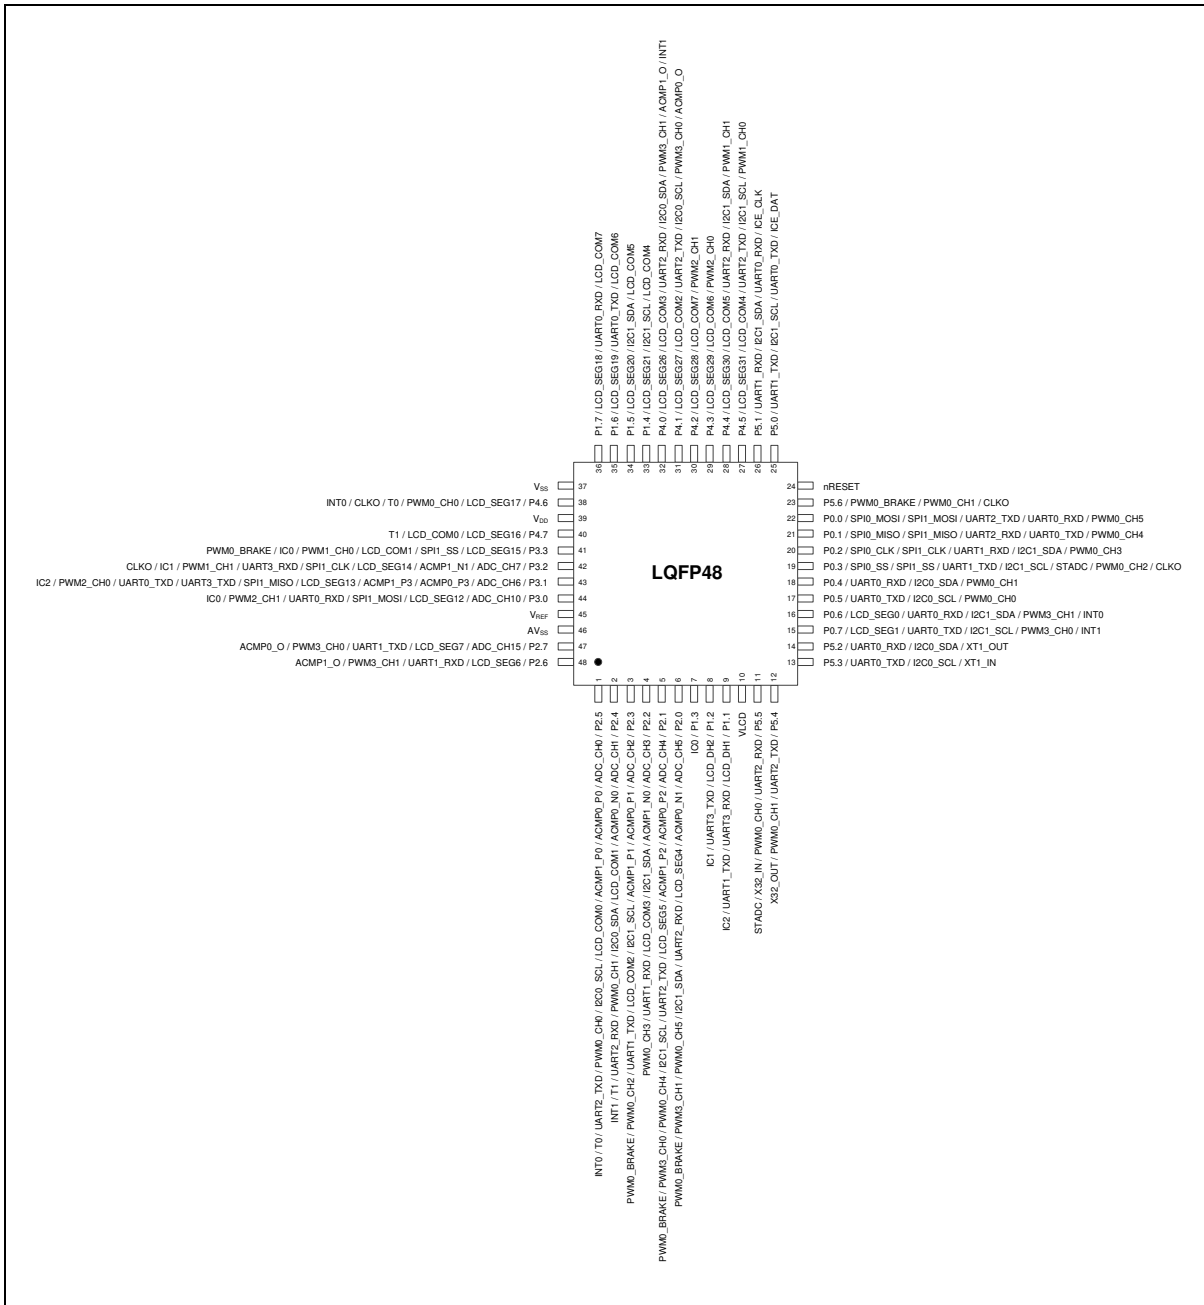 P1.7 / LCD_SEG18 / UART0_RXD / LCD_COM7
P1.6 / LCD_SEG19 / UART0_TXD / LCD_COM6
P1.5 / LCD_SEG20 / I2C1_SDA / LCD_COM5
P1.4 / LCD_SEG21 / I2C1_SCL / LCD_COM4
P4.0 / LCD_SEG26 / LCD_COM3 / UART2_RXD / I2C0_SDA / PWM3_CH1 / ACMP1_O / INT1
P4.1 / LCD_SEG27 / LCD_COM2 / UART2_TXD / I2C0_SCL / PWM3_CH0 / ACMP0_O
P4.2 / LCD_SEG28 / LCD_COM7 / PWM2_CH1
P4.3 / LCD_SEG29 / LCD_COM6 / PWM2_CH0
P4.4 / LCD_SEG30 / LCD_COM5 / UART2_RXD / I2C1_SDA / PWM1_CH1
P4.5 / LCD_SEG31 / LCD_COM4 / UART2_TXD / I2C1_SCL / PWM1_CH0
P5.1 / UART1_RXD / I2C1_SDA / UART0_RXD / ICE_CLK
P5.0 / UART1_TXD / I2C1_SCL / UART0_TXD / ICE_DAT
36 35 34 33 32 31 30 29 28 27 26 25
VSS 37
INT0 / CLKO / T0 / PWM0_CH0 / LCD_SEG17 / P4.6 38
VDD 39
T1 / LCD_COM0 / LCD_SEG16 / P4.7 40
PWM0_BRAKE / IC0 / PWM1_CH0 / LCD_COM1 / SPI1_SS / LCD_SEG15 / P3.3 41
CLKO / IC1 / PWM1_CH1 / UART3_RXD / SPI1_CLK / LCD_SEG14 / ACMP1_N1 / ADC_CH7 / P3.2 42
IC2 / PWM2_CH0 / UART0_TXD / UART3_TXD / SPI1_MISO / LCD_SEG13 / ACMP1_P3 / ACMP0_P3 / ADC_CH6 / P3.1 43
IC0 / PWM2_CH1 / UART0_RXD / SPI1_MOSI / LCD_SEG12 / ADC_CH10 / P3.0 44
VREF 45
AVSS 46
ACMP0_O / PWM3_CH0 / UART1_TXD / LCD_SEG7 / ADC_CH15 / P2.7 47
ACMP1_O / PWM3_CH1 / UART1_RXD / LCD_SEG6 / P2.6 48
LQFP48
24 nRESET
23 P5.6 / PWM0_BRAKE / PWM0_CH1 / CLKO
22 P0.0 / SPI0_MOSI / SPI1_MOSI / UART2_TXD / UART0_RXD / PWM0_CH5
21 P0.1 / SPI0_MISO / SPI1_MISO / UART2_RXD / UART0_TXD / PWM0_CH4
20 P0.2 / SPI0_CLK / SPI1_CLK / UART1_RXD / I2C1_SDA / PWM0_CH3
19 P0.3 / SPI0_SS / SPI1_SS / UART1_TXD / I2C1_SCL / STADC / PWM0_CH2 / CLKO
18 P0.4 / UART0_RXD / I2C0_SDA / PWM0_CH1
17 P0.5 / UART0_TXD / I2C0_SCL / PWM0_CH0
16 P0.6 / LCD_SEG0 / UART0_RXD / I2C1_SDA / PWM3_CH1 / INT0
15 P0.7 / LCD_SEG1 / UART0_TXD / I2C1_SCL / PWM3_CH0 / INT1
14 P5.2 / UART0_RXD / I2C0_SDA / XT1_OUT
13 P5.3 / UART0_TXD / I2C0_SCL / XT1_IN
1 2 3 4 5 6 7 8 9 10 11 12
INT0 / T0 / UART2_TXD / PWM0_CH0 / I2C0_SCL / LCD_COM0 / ACMP1_P0 / ACMP0_P0 / ADC_CH0 / P2.5
INT1 / T1 / UART2_RXD / PWM0_CH1 / I2C0_SDA / LCD_COM1 / ACMP0_N0 / ADC_CH1 / P2.4
PWM0_BRAKE / PWM0_CH2 / UART1_TXD / LCD_COM2 / I2C1_SCL / ACMP1_P1 / ACMP0_P1 / ADC_CH2 / P2.3
PWM0_CH3 / UART1_RXD / LCD_COM3 / I2C1_SDA / ACMP1_N0 / ADC_CH3 / P2.2
PWM0_BRAKE / PWM3_CH0 / PWM0_CH4 / I2C1_SCL / UART2_TXD / LCD_SEG5 / ACMP1_P2 / ACMP0_P2 / ADC_CH4 / P2.1
PWM0_BRAKE / PWM3_CH1 / PWM0_CH5 / I2C1_SDA / UART2_RXD / LCD_SEG4 / ACMP0_N1 / ADC_CH5 / P2.0
IC0 / P1.3
IC1 / UART3_TXD / LCD_DH2 / P1.2
IC2 / UART1_TXD / UART3_RXD / LCD_DH1 / P1.1
VLCD
STADC / X32_IN / PWM0_CH0 / UART2_RXD / P5.5
X32_OUT / PWM0_CH1 / UART2_TXD / P5.4